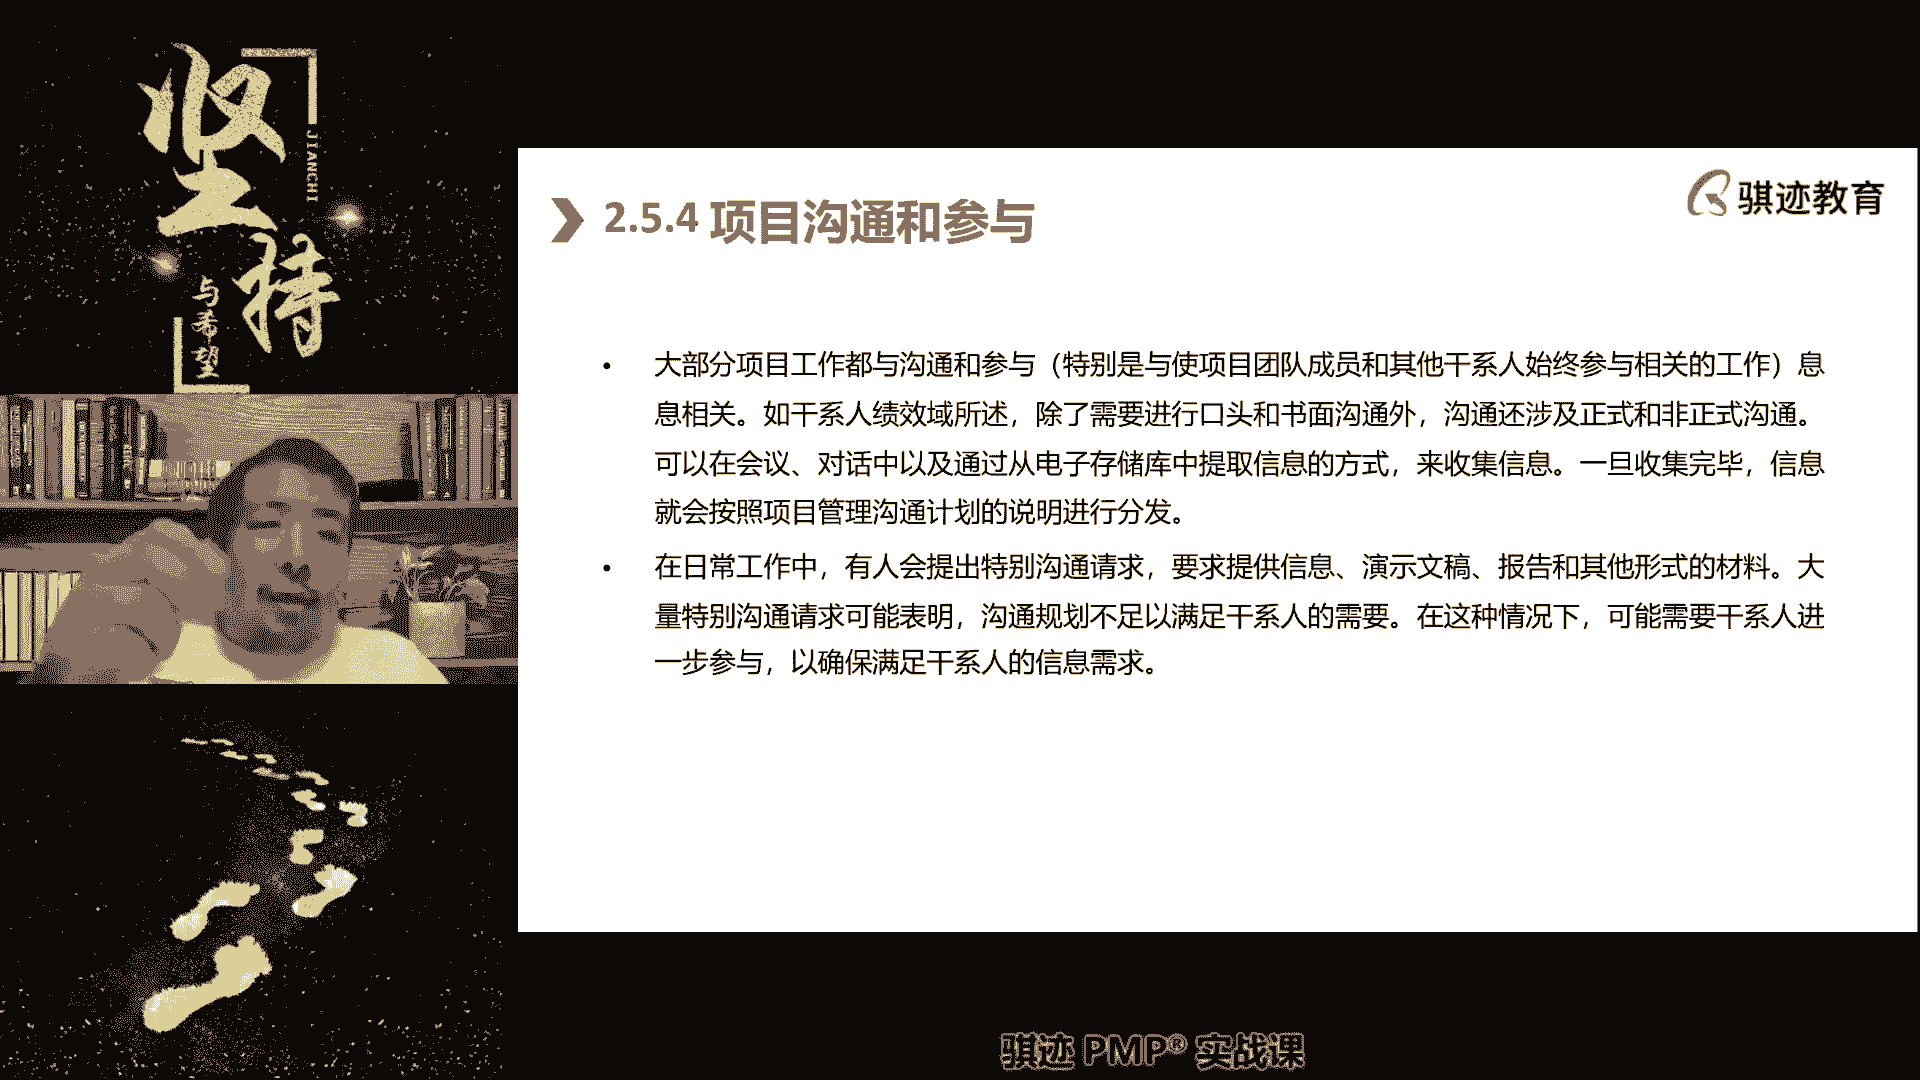 坚持
JIANCHI
与希望
骐迹教育
2.5.4 项目沟通和参与
• 大部分项目工作都与沟通和参与（特别是与使项目团队成员和其他干系人始终参与相关的工作）息
息相关。如干系人绩效域所述，除了需要进行口头和书面沟通外，沟通还涉及正式和非正式沟通。
可以在会议、对话中以及通过从电子存储库中提取信息的方式，来收集信息。一旦收集完毕，信息
就会按照项目管理沟通计划的说明进行分发。
• 在日常工作中，有人会提出特别沟通请求，要求提供信息、演示文稿、报告和其他形式的材料。大
量特别沟通请求可能表明，沟通规划不足以满足干系人的需要。在这种情况下，可能需要干系人进
一步参与，以确保满足干系人的信息需求。
骐迹 PMP® 实战课